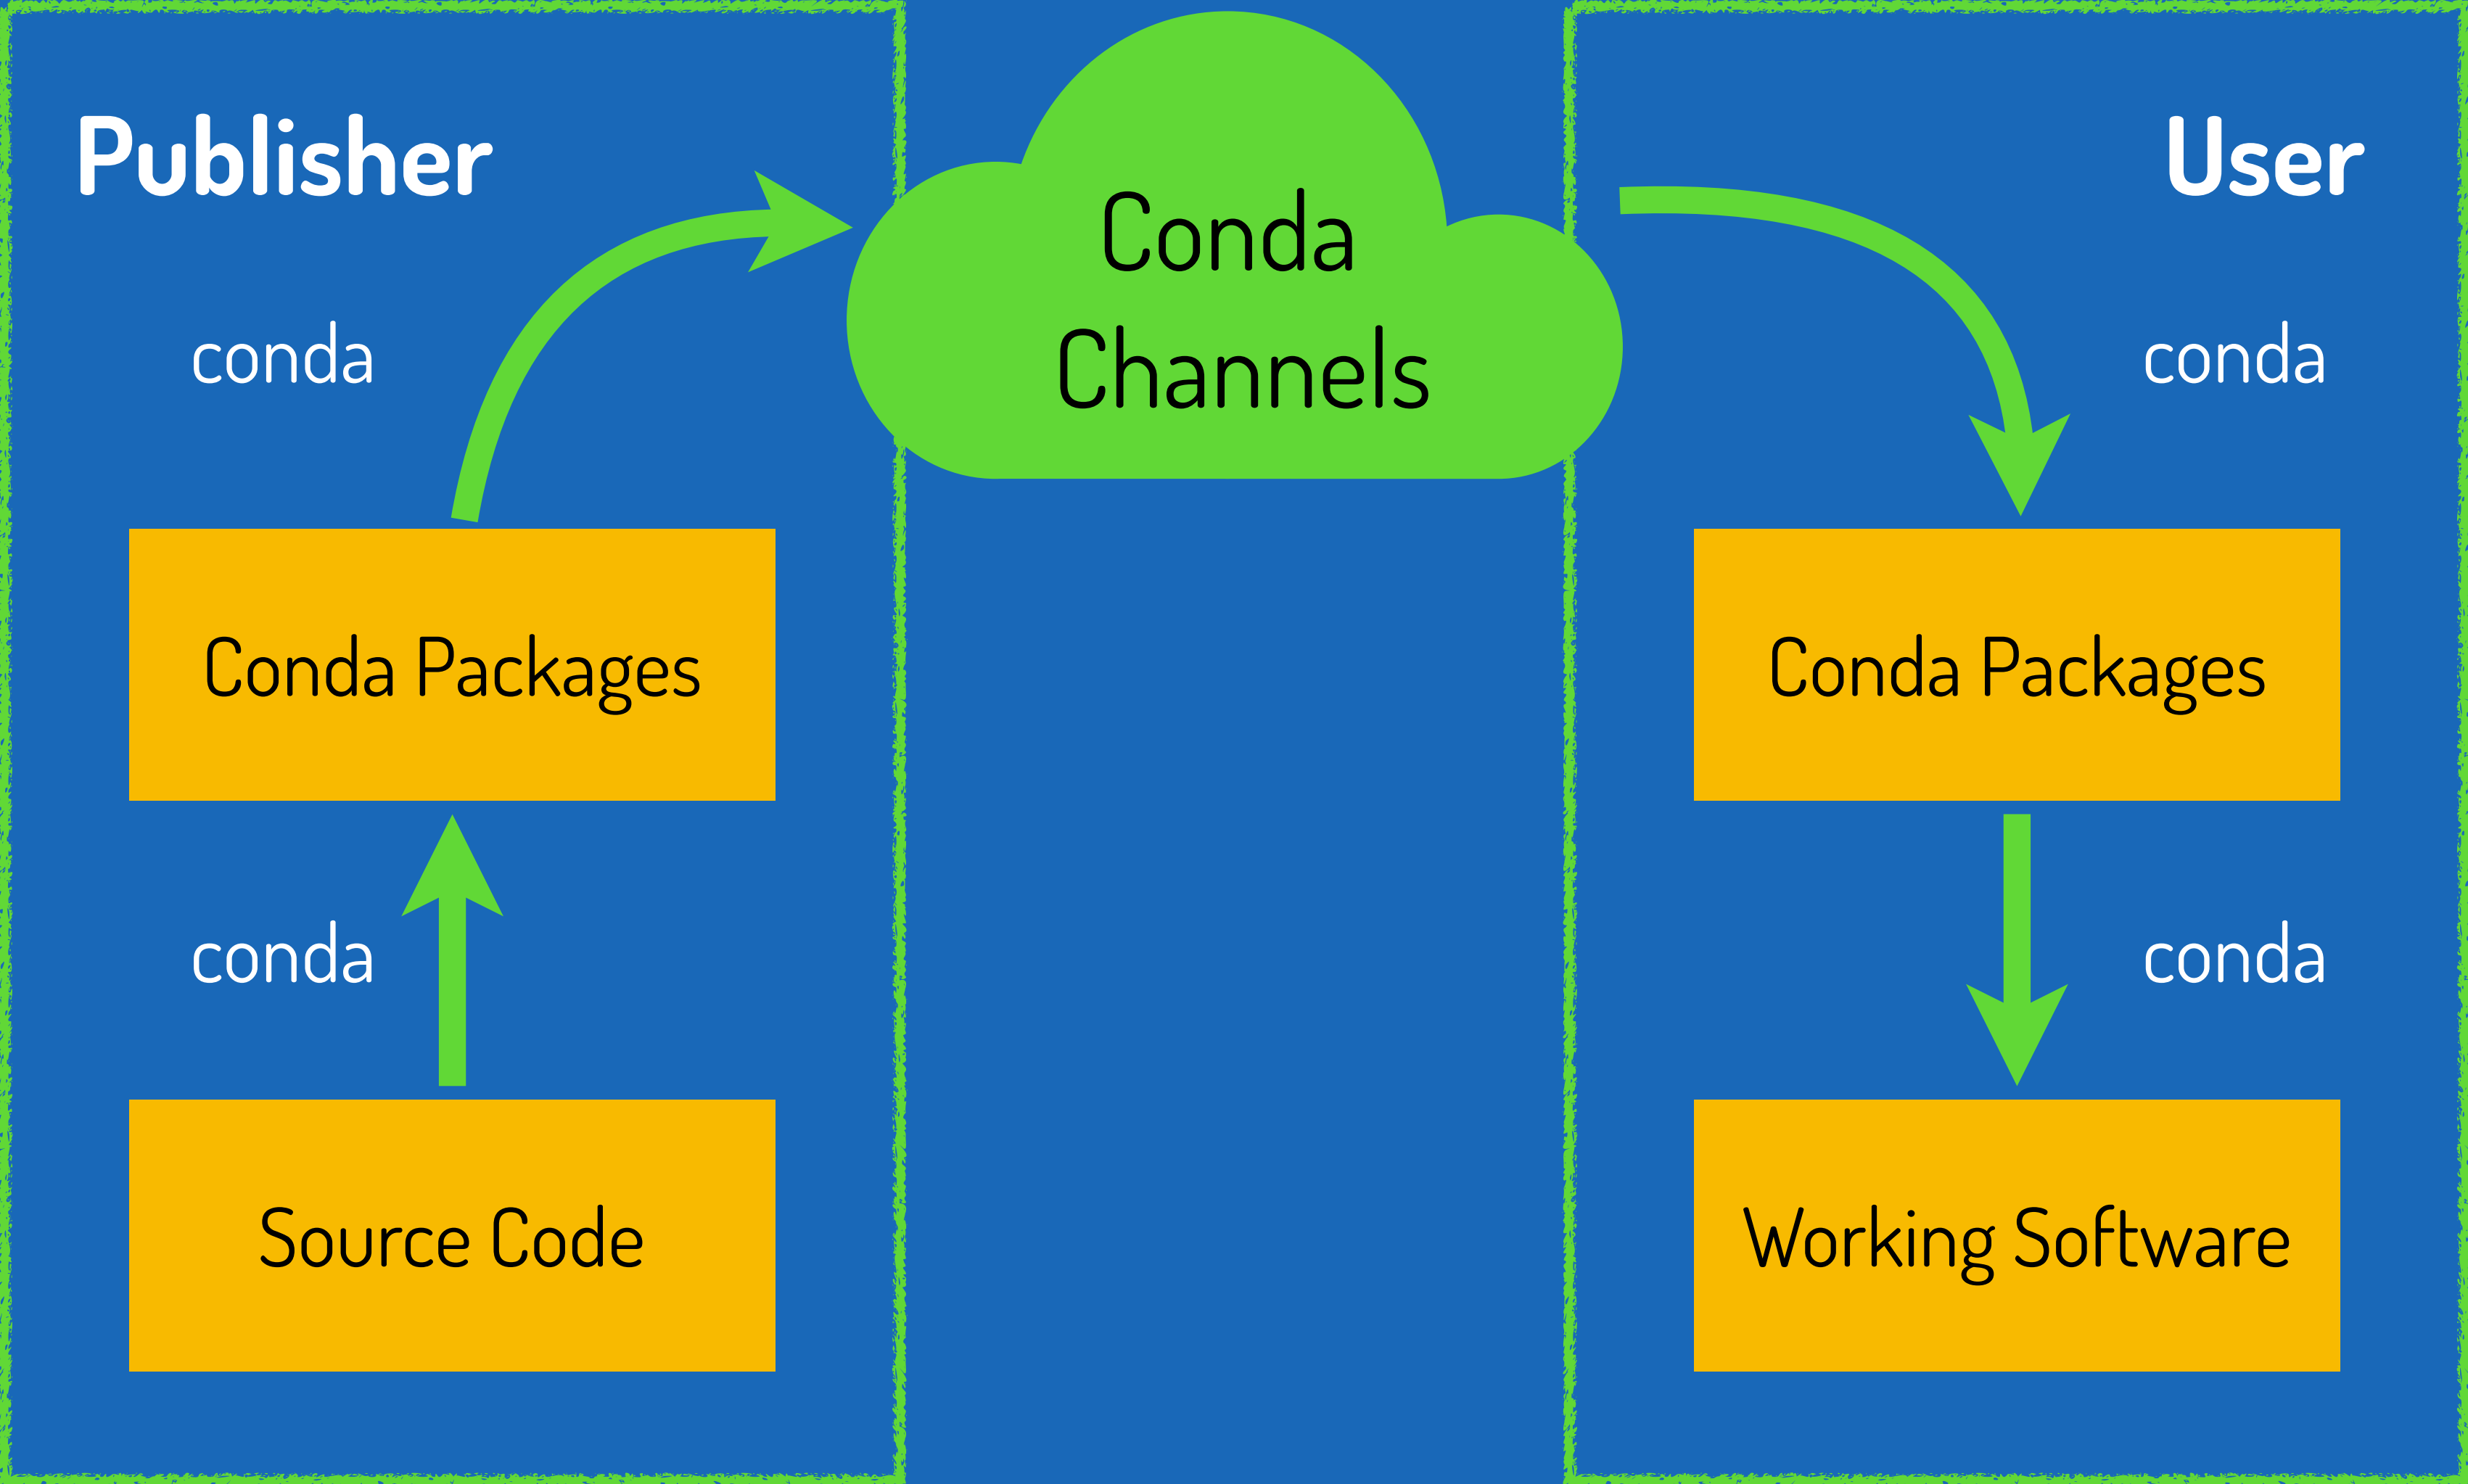 Publisher
conda
Conda Packages
conda
Source Code
Conda
Channels
User
conda
Conda Packages
conda
Working Software